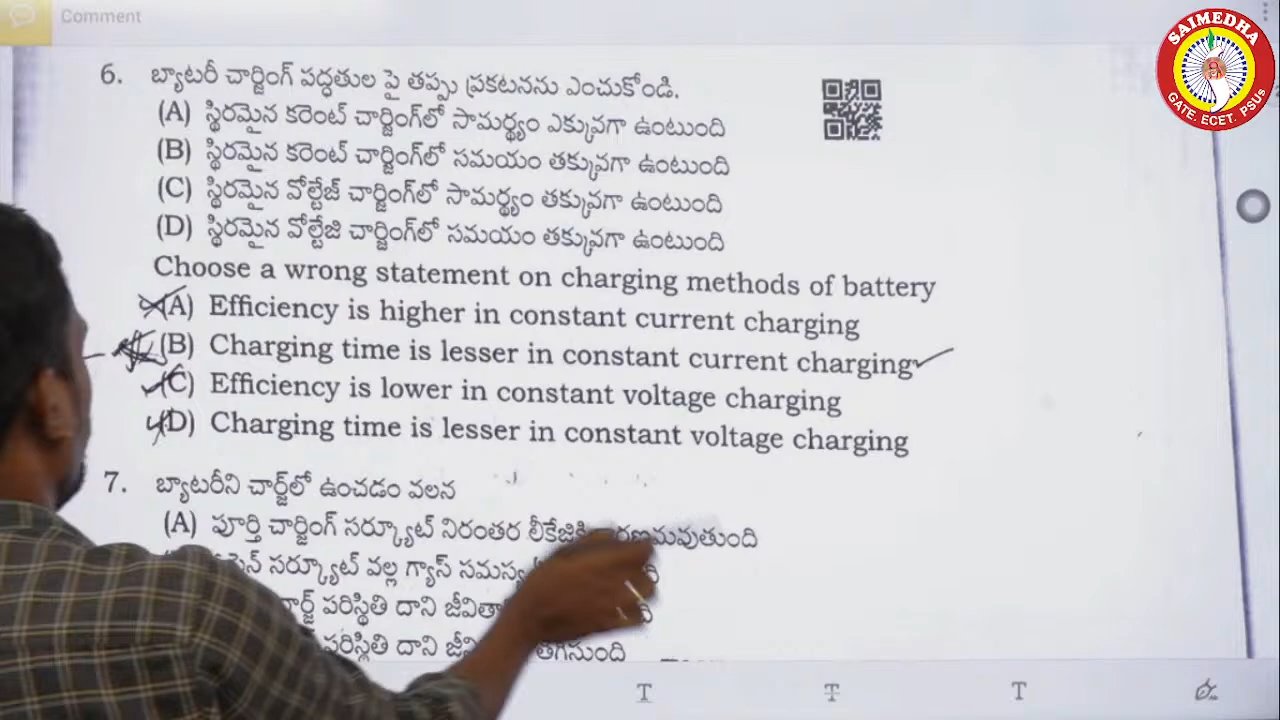 Comment
SAIMEDHA
GATE. ECET. PSUs
6. బ్యాటరీ చార్జింగ్ పద్ధతుల పై తప్పు ప్రకటనను ఎంచుకోండి.
(A) స్థిరమైన కరెంట్ చార్జింగ్‌లో సామర్థ్యం ఎక్కువగా ఉంటుంది
(B) స్థిరమైన కరెంట్ చార్జింగ్‌లో సమయం తక్కువగా ఉంటుంది
(C) స్థిరమైన వోల్టేజ్ చార్జింగ్‌లో సామర్థ్యం తక్కువగా ఉంటుంది
(D) స్థిరమైన వోల్టేజి చార్జింగ్‌లో సమయం తక్కువగా ఉంటుంది
Choose a wrong statement on charging methods of battery
(A) Efficiency is higher in constant current charging
(B) Charging time is lesser in constant current charging
(C) Efficiency is lower in constant voltage charging
(D) Charging time is lesser in constant voltage charging
7. బ్యాటరీని చార్జ్‌లో ఉంచడం వలన
(A) పూర్తి చార్జింగ్ సర్క్యూట్ నిరంతర లీకేజికి కారణమవుతుంది
సర్క్యూట్ వల్ల గ్యాస్ సమస్య
చార్జ్ పరిస్థితి దాని
పరిస్థితి దాని
T T T